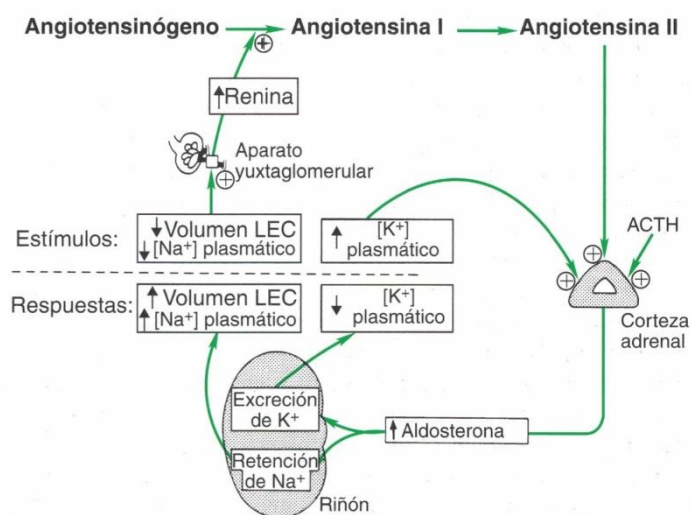 Angiotensinógeno
Angiotensina I
Angiotensina II
⊕
↑Renina
Aparato
yuxtaglomerular
⊕
Estímulos:
↓Volumen LEC
↓[Na⁺] plasmático
↑ [K⁺]
plasmático
ACTH
⊕
⊕
⊕
Corteza
adrenal
Respuestas:
↑ Volumen LEC
↑ [Na⁺] plasmático
↓ [K⁺]
plasmático
Excreción
de K⁺
↑ Aldosterona
Retención
de Na⁺
Riñón